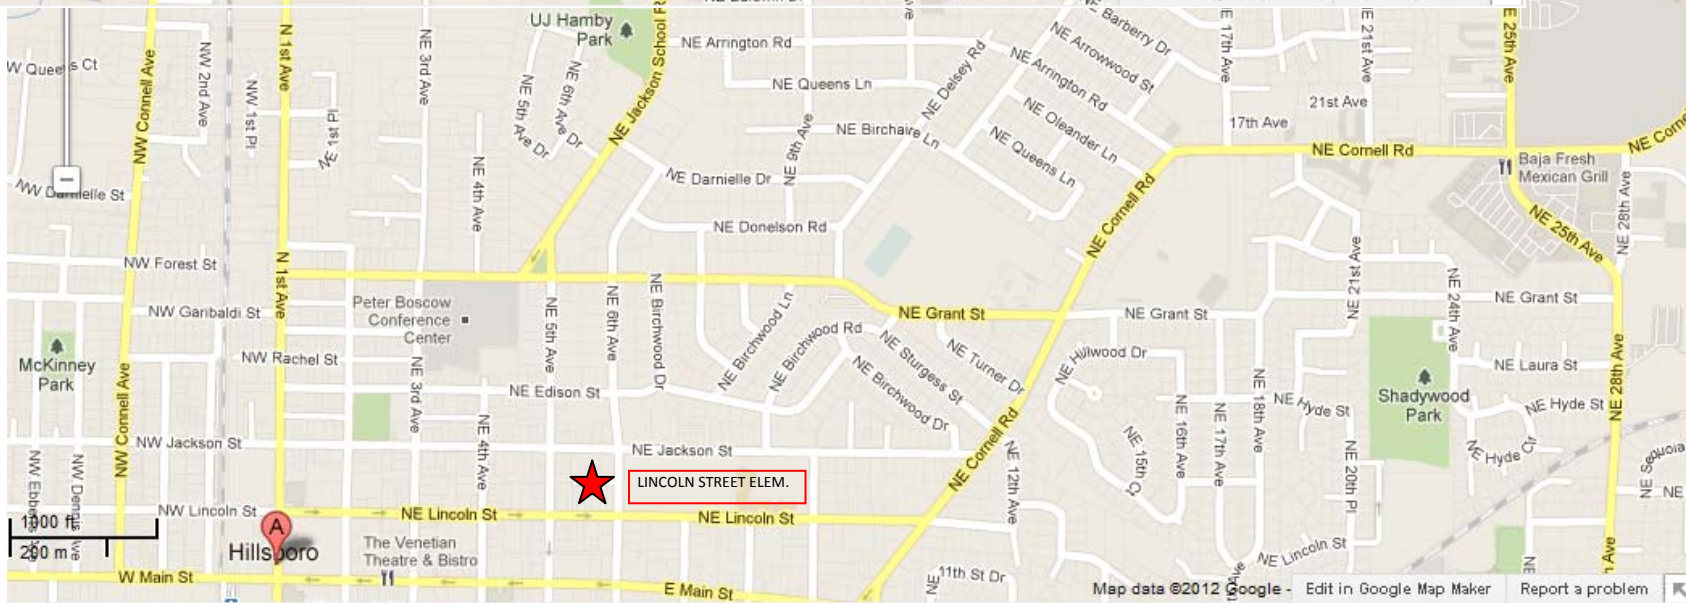 UJ Hamby
Park
NE Arrington Rd
NE Barberry Dr
NE Arrowwood St
NE 17th Ave
E 21st Ave
E 25th Ave
W Queens Ct
NW Connell Ave
NW 2nd Ave
N 1st Ave
NE 3rd Ave
NE 5th Ave Dr
NE 6th Ave Dr
NE Jackson School R
NE Queens Ln
NE Delsey Rd
NE Arrington Rd
21st Ave
17th Ave
NW 1st Pl
NE 1st Pl
NE 9th Ave
NE Birchaire Ln
NE Oleander Ln
NE Queens Ln
NE Cornell Rd
NE Corne
Baja Fresh
Mexican Grill
NE 4th Ave
NE Darnielle Dr
NW Darnielle St
NE Cornell Rd
NE 28th Ave
NE 25th Ave
NE Donelson Rd
NW Forest St
N 1st Ave
NE 21st Ave
NE 24th Ave
NE Grant St
NW Garibaldi St
Peter Boscow
Conference
Center
NE 5th Ave
NE 6th Ave
NE Birchwood Dr
NE Birchwood Ln
NE Birchwood Rd
NE Grant St
NE Grant St
NE Sturgess St
NE Turner Dr
NE Hulwood Dr
McKinney
Park
NW Rachel St
NE 3rd Ave
NE Laura St
NE 28th Ave
NE Edison St
NE Birchwood Dr
NE 18th Ave
NE Hyde St
Shadywood
Park
NE Hyde St
NW Connell Ave
NW Jackson St
NE 4th Ave
NE Jackson St
NE Cornell Rd
NE 12th Ave
NE 15th Ct
NE 16th Ave
NE 17th Ave
NE 20th Pl
NE Hyde Cir
NE Sequoia
NE
LINCOLN STREET ELEM.
NW Lincoln St
NE Lincoln St
NE Lincoln St
1000 ft
200 m
A
Hillsboro
The Venetian
Theatre & Bistro
NE Lincoln St
W Main St
E Main St
NE
11th St Dr
Map data ©2012 Google - Edit in Google Map Maker Report a problem